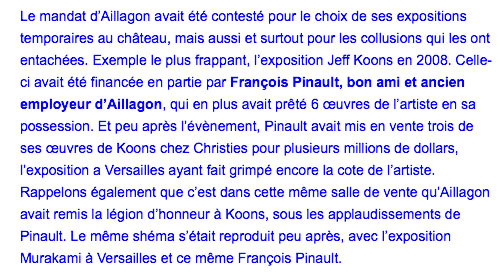 Le mandat d'Aillagon avait été contesté pour le choix de ses expositions
temporaires au château, mais aussi et surtout pour les collusions qui les ont
entachées. Exemple le plus frappant, l'exposition Jeff Koons en 2008. Celle-
ci avait été financée en partie par François Pinault, bon ami et ancien
employeur d'Aillagon, qui en plus avait prêté 6 œuvres de l'artiste en sa
possession. Et peu après l'évènement, Pinault avait mis en vente trois de
ses œuvres de Koons chez Christies pour plusieurs millions de dollars,
l'exposition a Versailles ayant fait grimpé encore la cote de l'artiste.
Rappelons également que c'est dans cette même salle de vente qu'Aillagon
avait remis la légion d'honneur à Koons, sous les applaudissements de
Pinault. Le même shéma s'était reproduit peu après, avec l'exposition
Murakami à Versailles et ce même François Pinault.